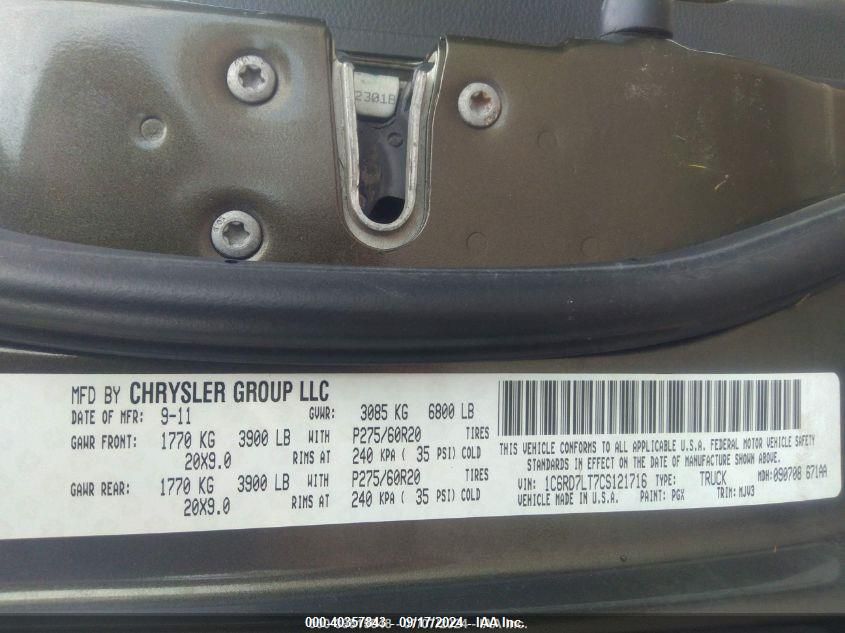 2301B
MFD BY CHRYSLER GROUP LLC
DATE OF MFR: 9-11 GVWR: 3085 KG 6800 LB
GAWR FRONT: 1770 KG 3900 LB WITH P275/60R20 TIRES
20X9.0 RIMS AT 240 KPA ( 35 PSI) COLD
GAWR REAR: 1770 KG 3900 LB WITH P275/60R20 TIRES
20X9.0 RIMS AT 240 KPA ( 35 PSI) COLD
THIS VEHICLE CONFORMS TO ALL APPLICABLE U.S.A. FEDERAL MOTOR VEHICLE SAFETY
STANDARDS IN EFFECT ON THE DATE OF MANUFACTURE SHOWN ABOVE.
VIN: 1C6RD7LT7CS121716 TYPE: TRUCK MDH: 090708 671AA
VEHICLE MADE IN U.S.A. PAINT: PGX TRIM: MJV3
000-40357843 - 09/17/2024 - IAA Inc.